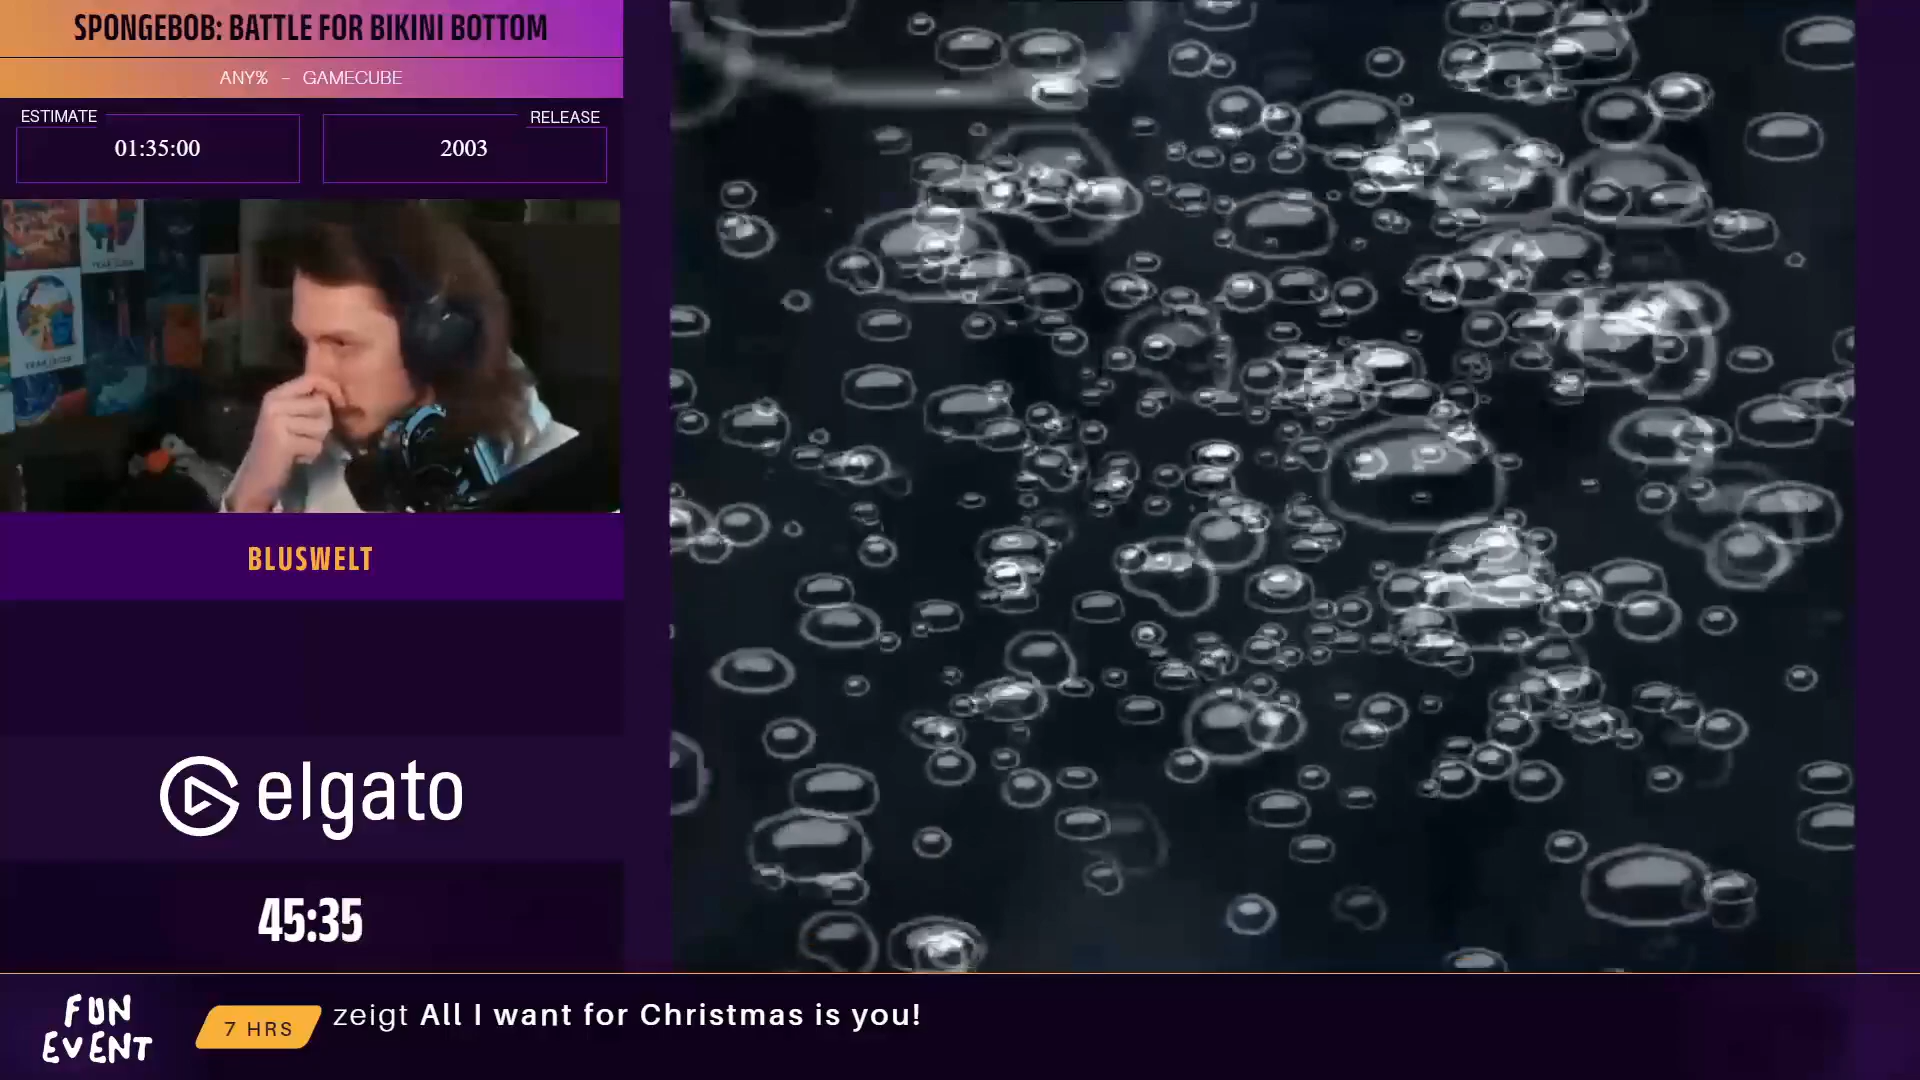 SPONGEBOB: BATTLE FOR BIKINI BOTTOM
ANY% - GAMECUBE
ESTIMATE
01:35:00
RELEASE
2003
BLUSWELT
elgato
45:35
FUN
EVENT
7 HRS
zeigt All I want for Christmas is you!